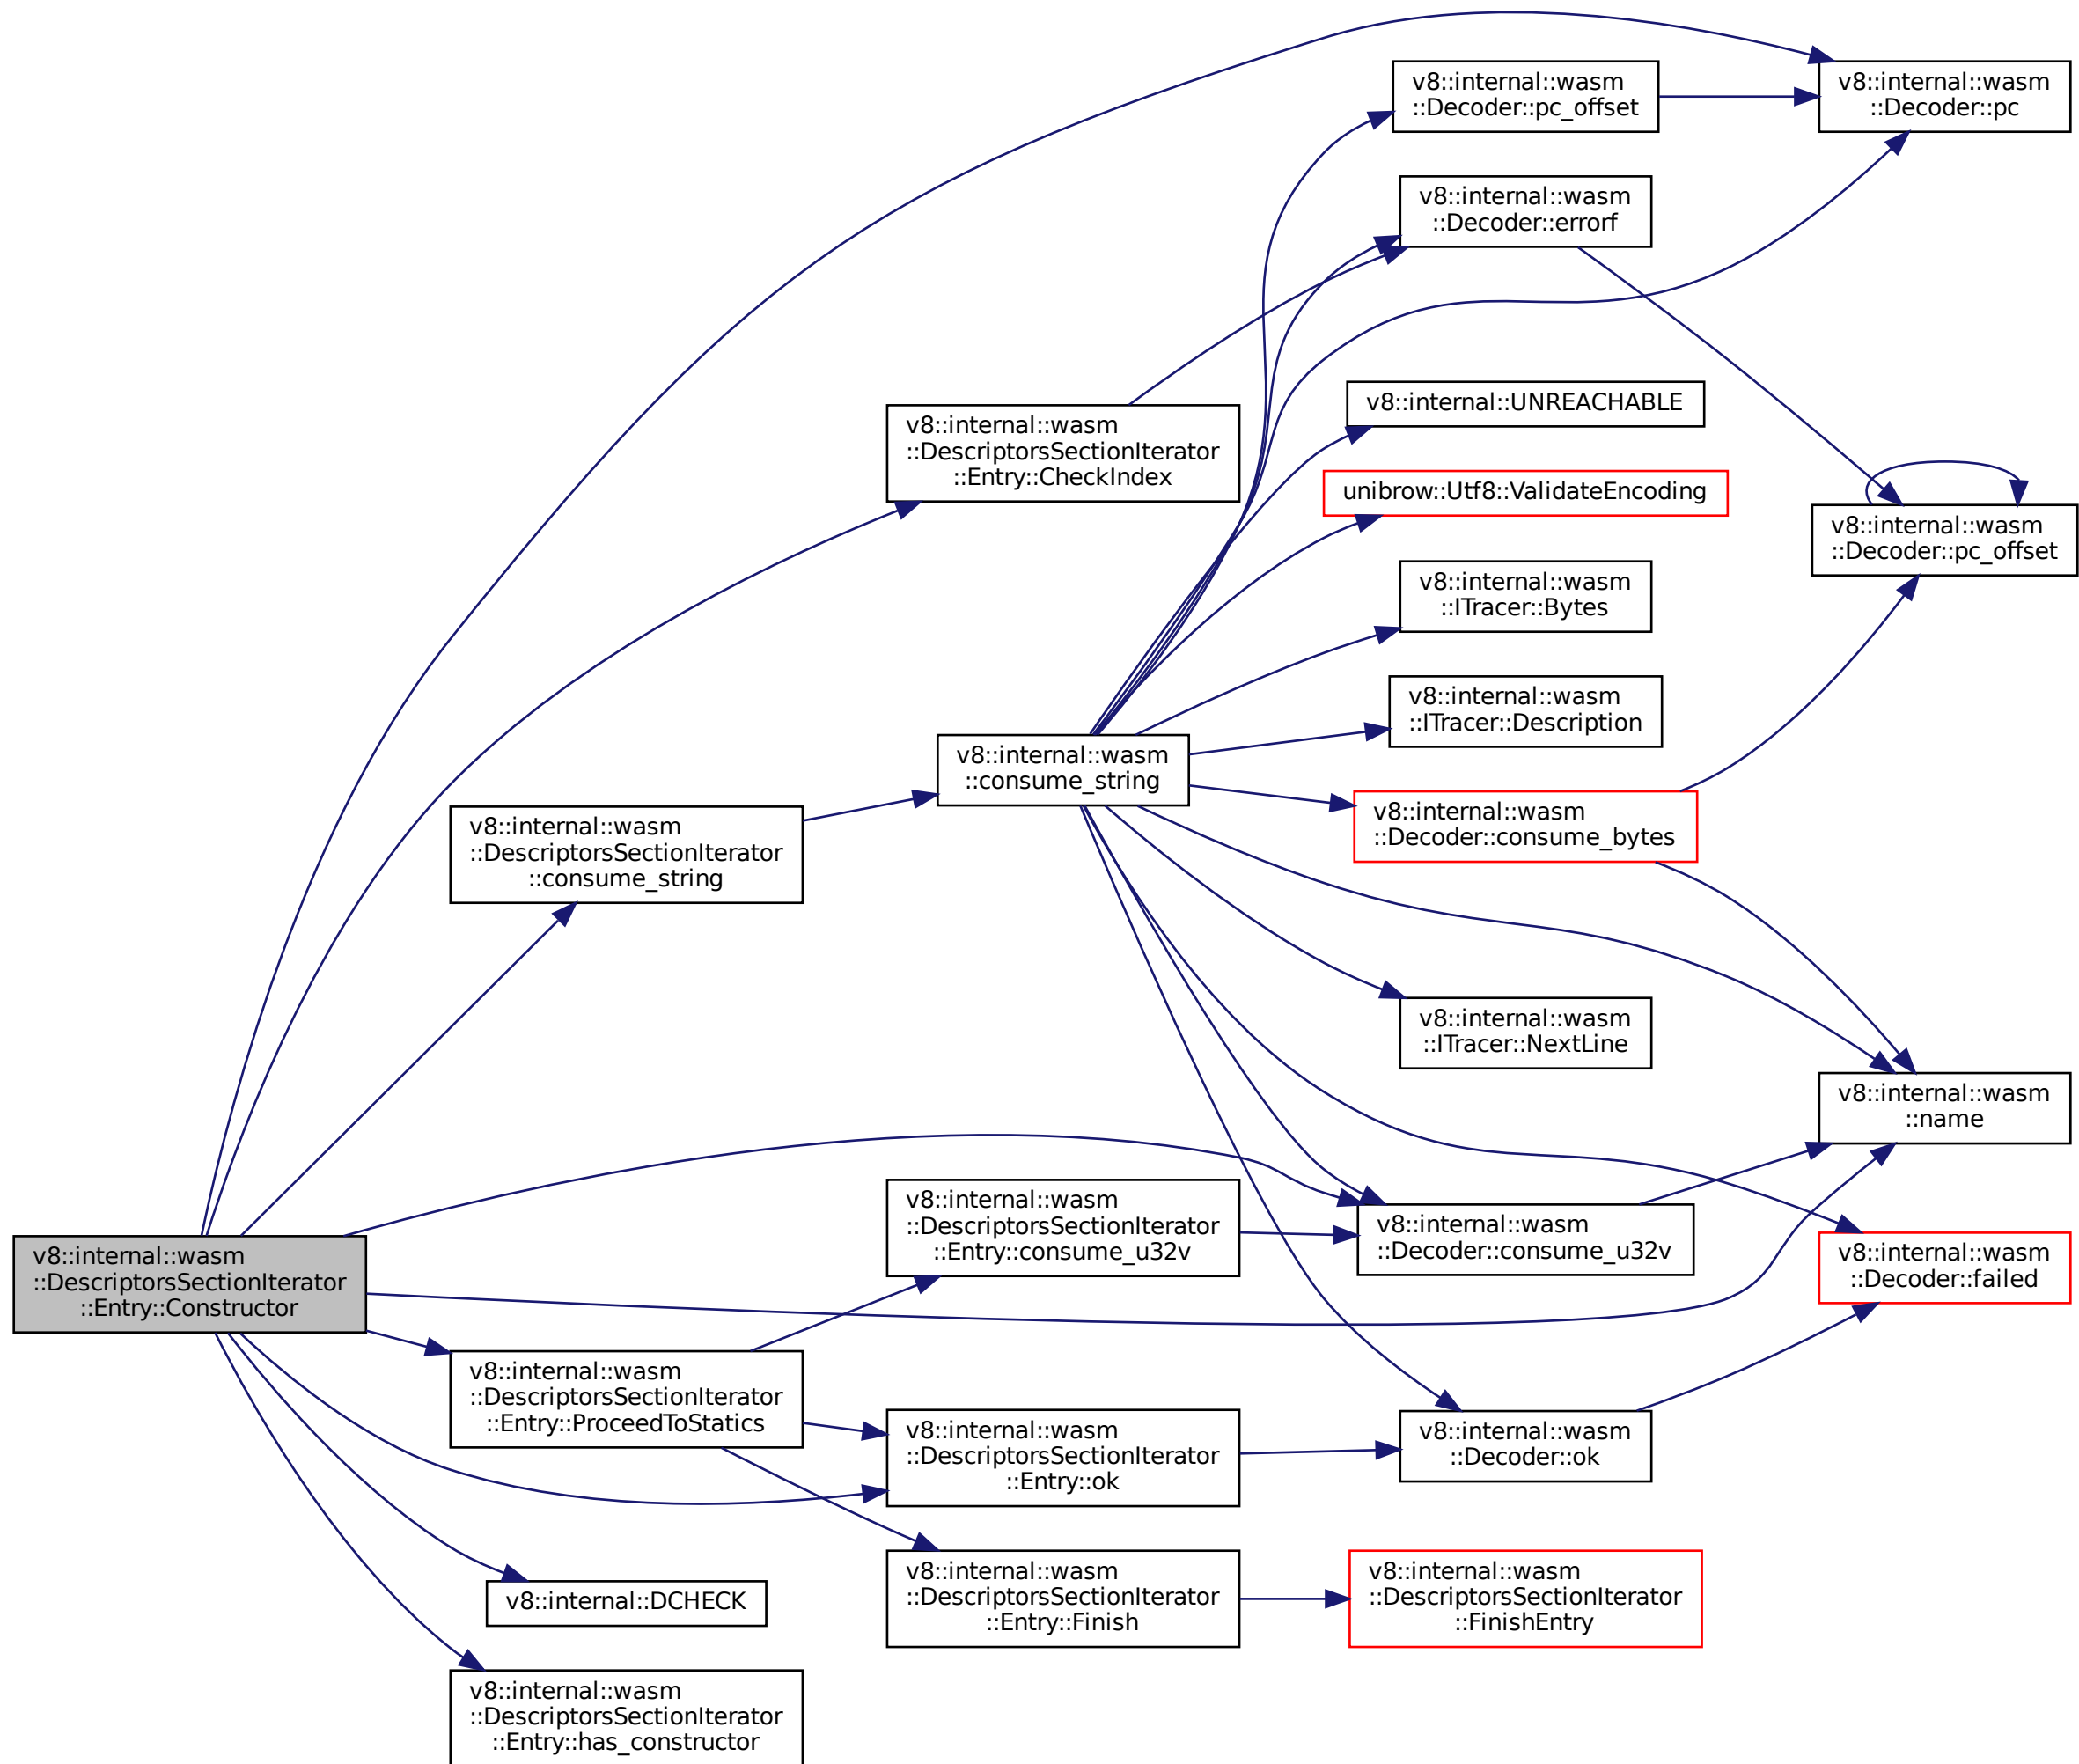 v8::internal::wasm
::Decoder::pc_offset
v8::internal::wasm
::Decoder::pc
v8::internal::wasm
::Decoder::errorf
v8::internal::UNREACHABLE
v8::internal::wasm
::DescriptorsSectionIterator
::Entry::CheckIndex
unibrow::Utf8::ValidateEncoding
v8::internal::wasm
::Decoder::pc_offset
v8::internal::wasm
::ITracer::Bytes
v8::internal::wasm
::ITracer::Description
v8::internal::wasm
::consume_string
v8::internal::wasm
::Decoder::consume_bytes
v8::internal::wasm
::DescriptorsSectionIterator
::consume_string
v8::internal::wasm
::ITracer::NextLine
v8::internal::wasm
::name
v8::internal::wasm
::DescriptorsSectionIterator
::Entry::consume_u32v
v8::internal::wasm
::Decoder::consume_u32v
v8::internal::wasm
::Decoder::failed
v8::internal::wasm
::DescriptorsSectionIterator
::Entry::Constructor
v8::internal::wasm
::DescriptorsSectionIterator
::Entry::ProceedToStatics
v8::internal::wasm
::DescriptorsSectionIterator
::Entry::ok
v8::internal::wasm
::Decoder::ok
v8::internal::DCHECK
v8::internal::wasm
::DescriptorsSectionIterator
::Entry::Finish
v8::internal::wasm
::DescriptorsSectionIterator
::FinishEntry
v8::internal::wasm
::DescriptorsSectionIterator
::Entry::has_constructor